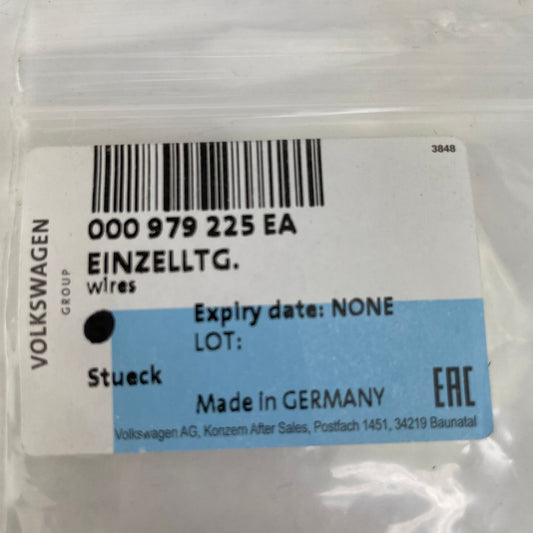 3848
000 979 225 EA
EINZELLTG.
wires
VOLKSWAGEN
GROUP
Expiry date: NONE
LOT:
Stueck
Made in GERMANY
EAC
Volkswagen AG, Konzern After Sales, Postfach 1451, 34219 Baunatal